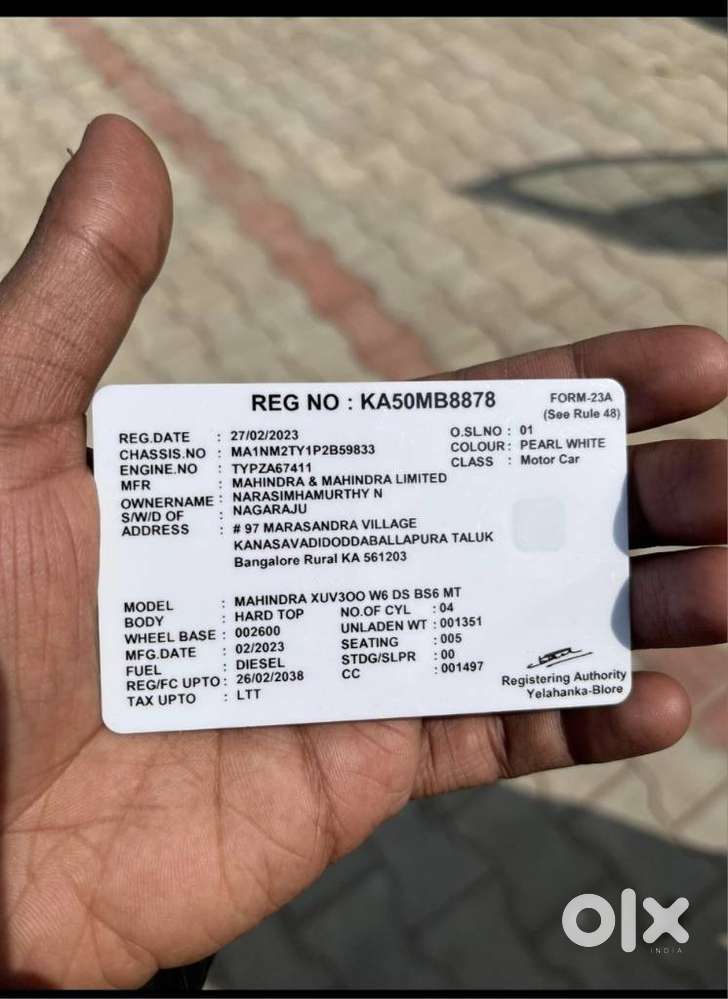 REG NO : KA50MB8878
FORM-23A
(See Rule 48)
REG.DATE : 27/02/2023 O.SL.NO : 01
CHASSIS.NO : MA1NM2TY1P2B59833 COLOUR : PEARL WHITE
ENGINE.NO : TYPZA67411 CLASS : Motor Car
MFR : MAHINDRA & MAHINDRA LIMITED
OWNERNAME : NARASIMHAMURTHY N
S/W/D OF : NAGARAJU
ADDRESS : # 97 MARASANDRA VILLAGE
KANASAVADIDODDABALLAPURA TALUK
Bangalore Rural KA 561203
MODEL : MAHINDRA XUV3OO W6 DS BS6 MT
BODY : HARD TOP NO.OF CYL : 04
WHEEL BASE : 002600 UNLADEN WT : 001351
MFG.DATE : 02/2023 SEATING : 005
FUEL : DIESEL STDG/SLPR : 00
REG/FC UPTO : 26/02/2038 CC : 001497
TAX UPTO : LTT
Registering Authority
Yelahanka-Blore
olx
INDIA